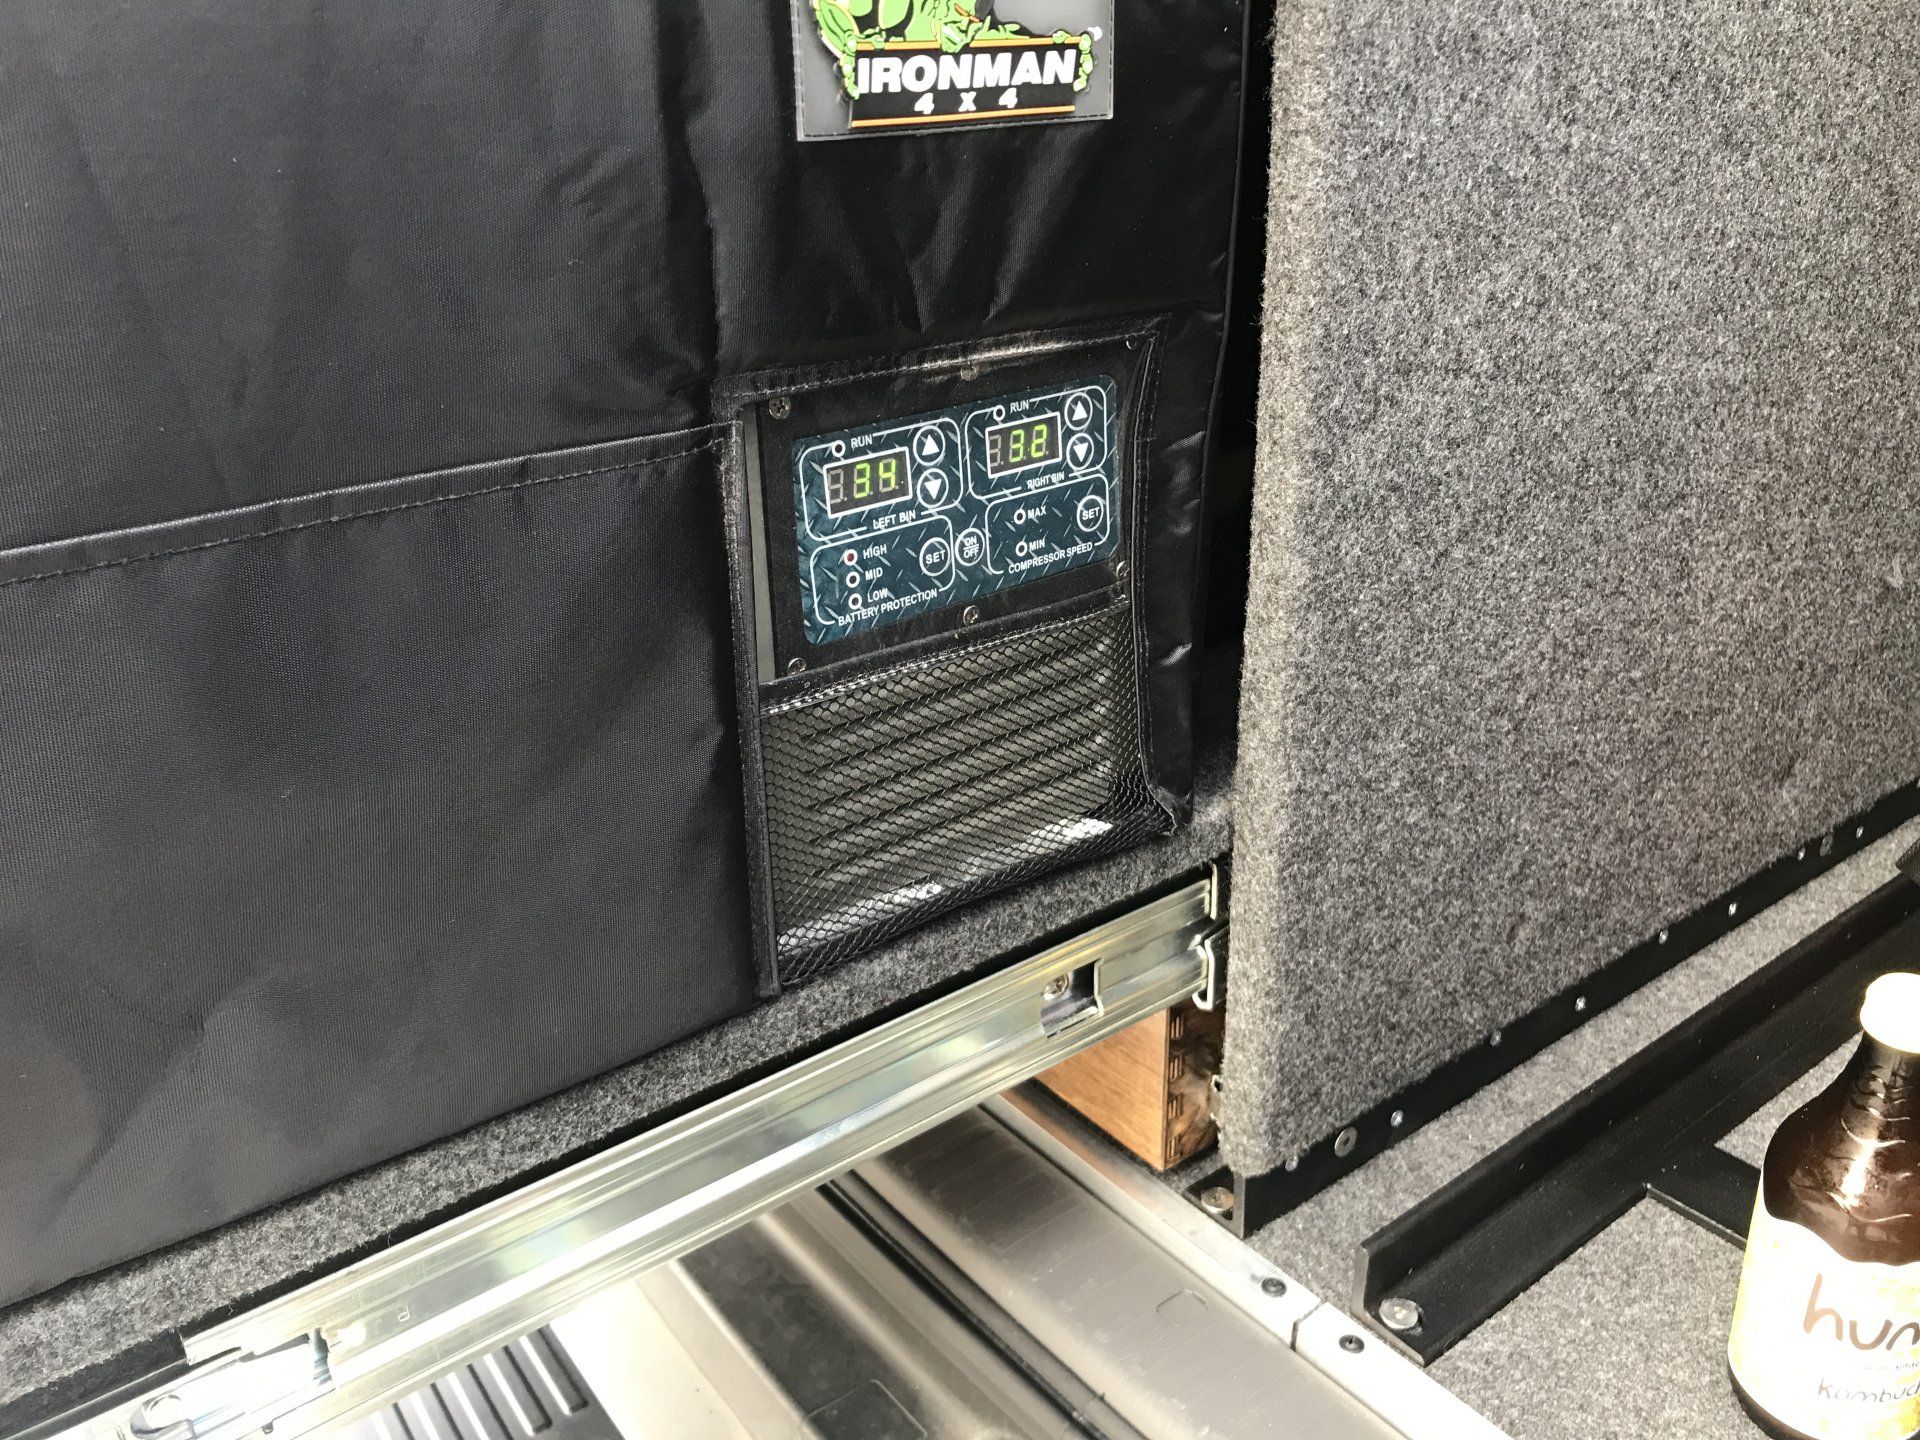 IRONMAN
4 x 4
RUN
34
LEFT BIN
RUN
32
RIGHT BIN
HIGH
MID
LOW
SET
BATTERY PROTECTION
ON
OFF
MAX
MIN
SET
COMPRESSOR SPEED